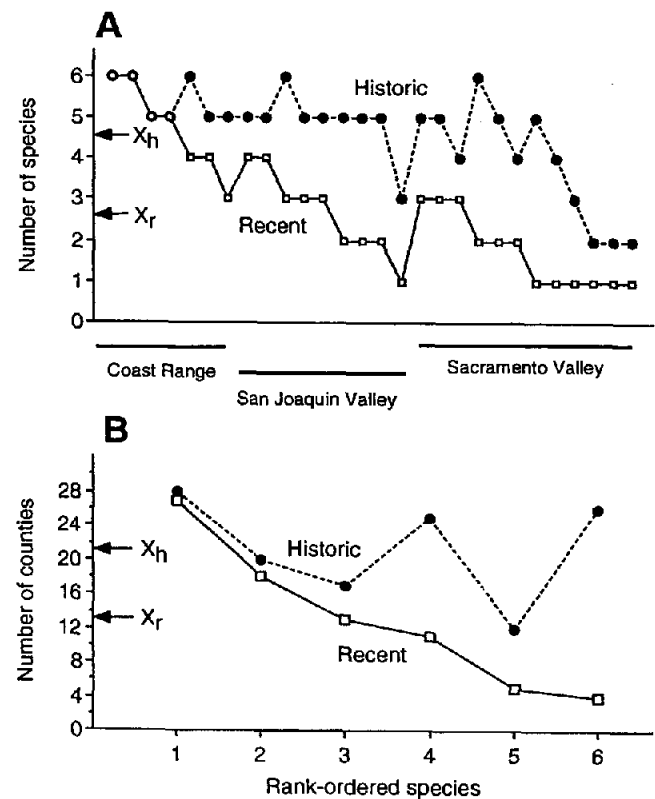 A
Number of species
6
5
4
3
2
1
0
Xh
Xr
Historic
Recent
Coast Range
San Joaquin Valley
Sacramento Valley
B
Number of counties
28
24
20
16
12
8
4
0
Xh
Xr
Historic
Recent
1 2 3 4 5 6
Rank-ordered species